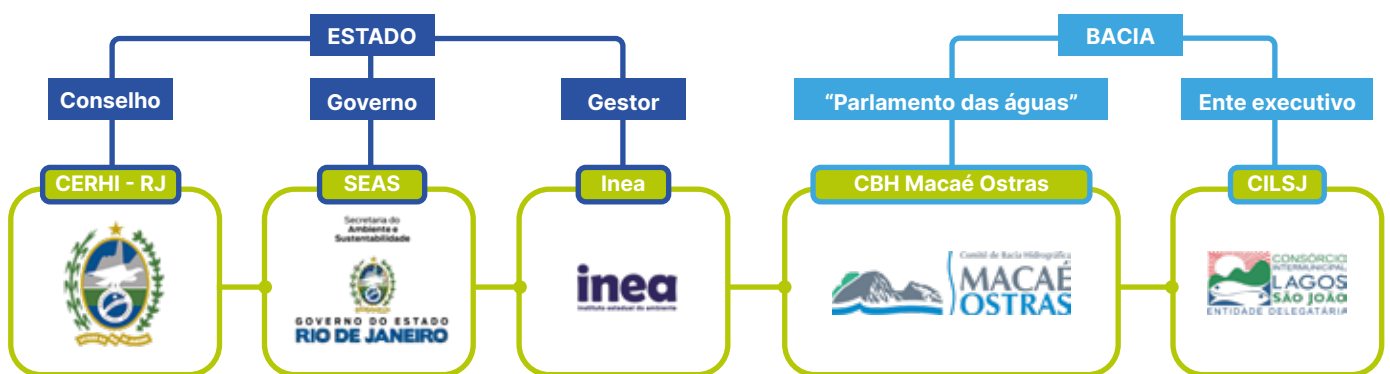 ESTADO
BACIA
Conselho
Governo
Gestor
“Parlamento das águas”
Ente executivo
CERHI - RJ
SEAS
Inea
CBH Macaé Ostras
CILSJ
Secretaria do
Ambiente e
Sustentabilidade
GOVERNO DO ESTADO
RIO DE JANEIRO
inea
instituto estadual do ambiente
Comitê de Bacia Hidrográfica
MACAÉ
OSTRAS
CONSÓRCIO
INTERMUNICIPAL
LAGOS
SÃO JOÃO
ENTIDADE DELEGATÁRIA